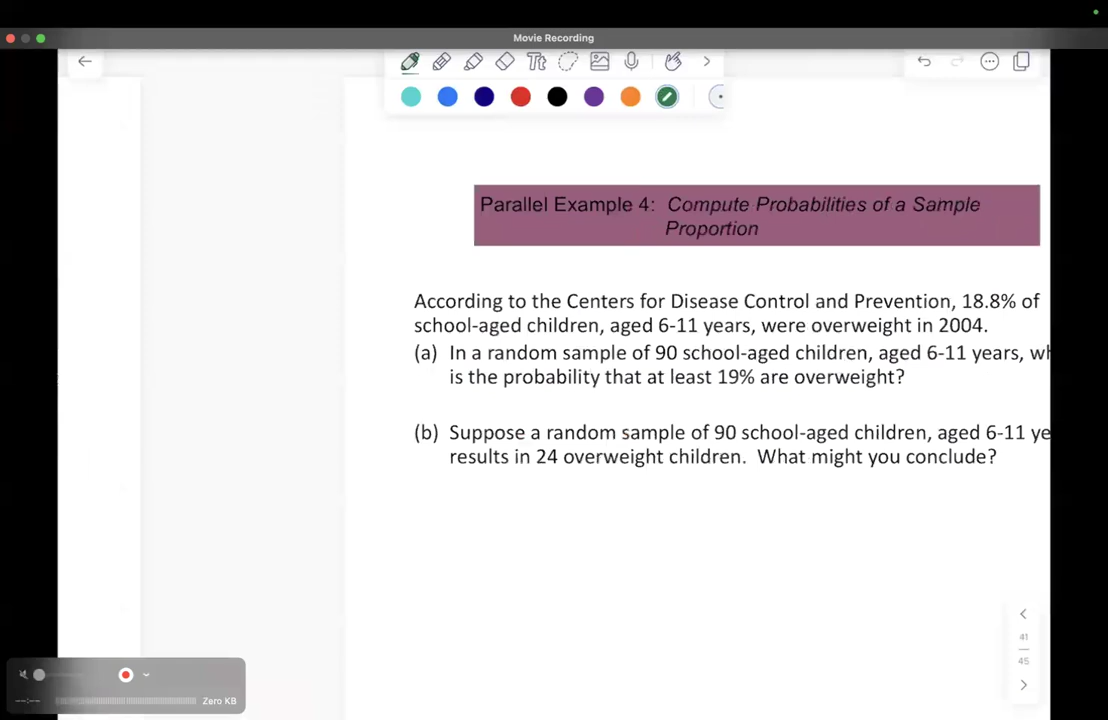 Movie Recording
Tt
Parallel Example 4: Compute Probabilities of a Sample
Proportion
According to the Centers for Disease Control and Prevention, 18.8% of
school-aged children, aged 6-11 years, were overweight in 2004.
(a) In a random sample of 90 school-aged children, aged 6-11 years, wh
is the probability that at least 19% are overweight?
(b) Suppose a random sample of 90 school-aged children, aged 6-11 ye
results in 24 overweight children. What might you conclude?
41
45
--:--
Zero KB